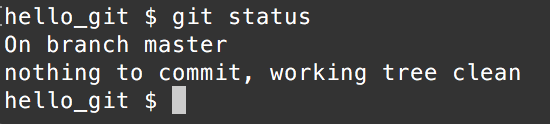 hello_git $ git status
On branch master
nothing to commit, working tree clean
hello_git $